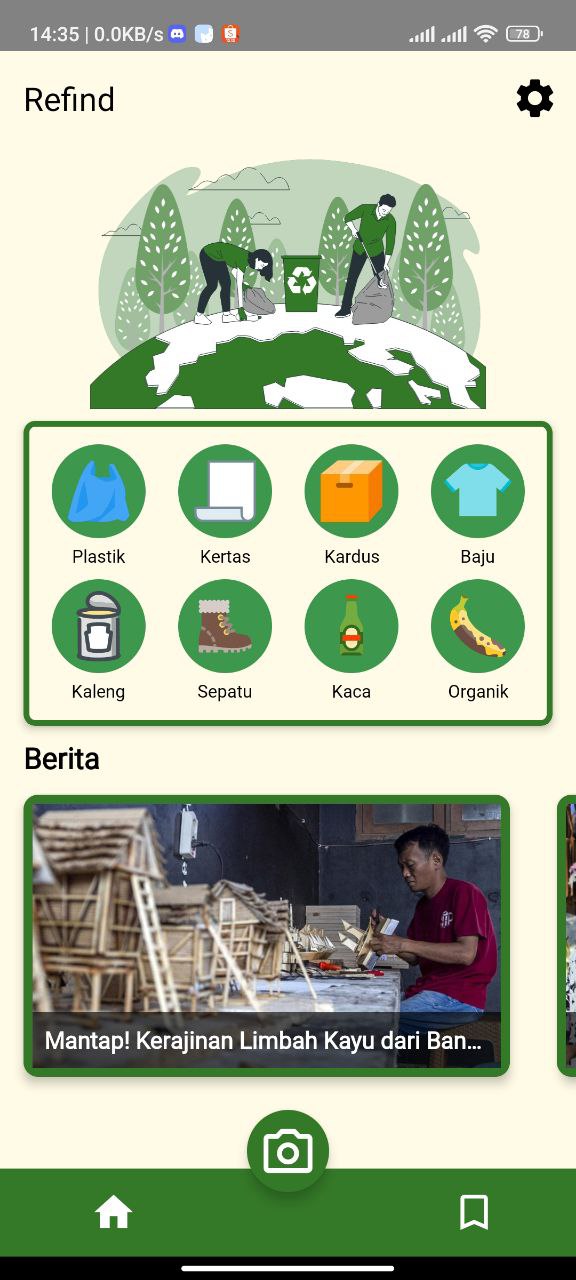 14:35 | 0.0KB/s
78
Refind
Plastik
Kertas
Kardus
Baju
Kaleng
Sepatu
Kaca
Organik
Berita
Mantap! Kerajinan Limbah Kayu dari Ban...